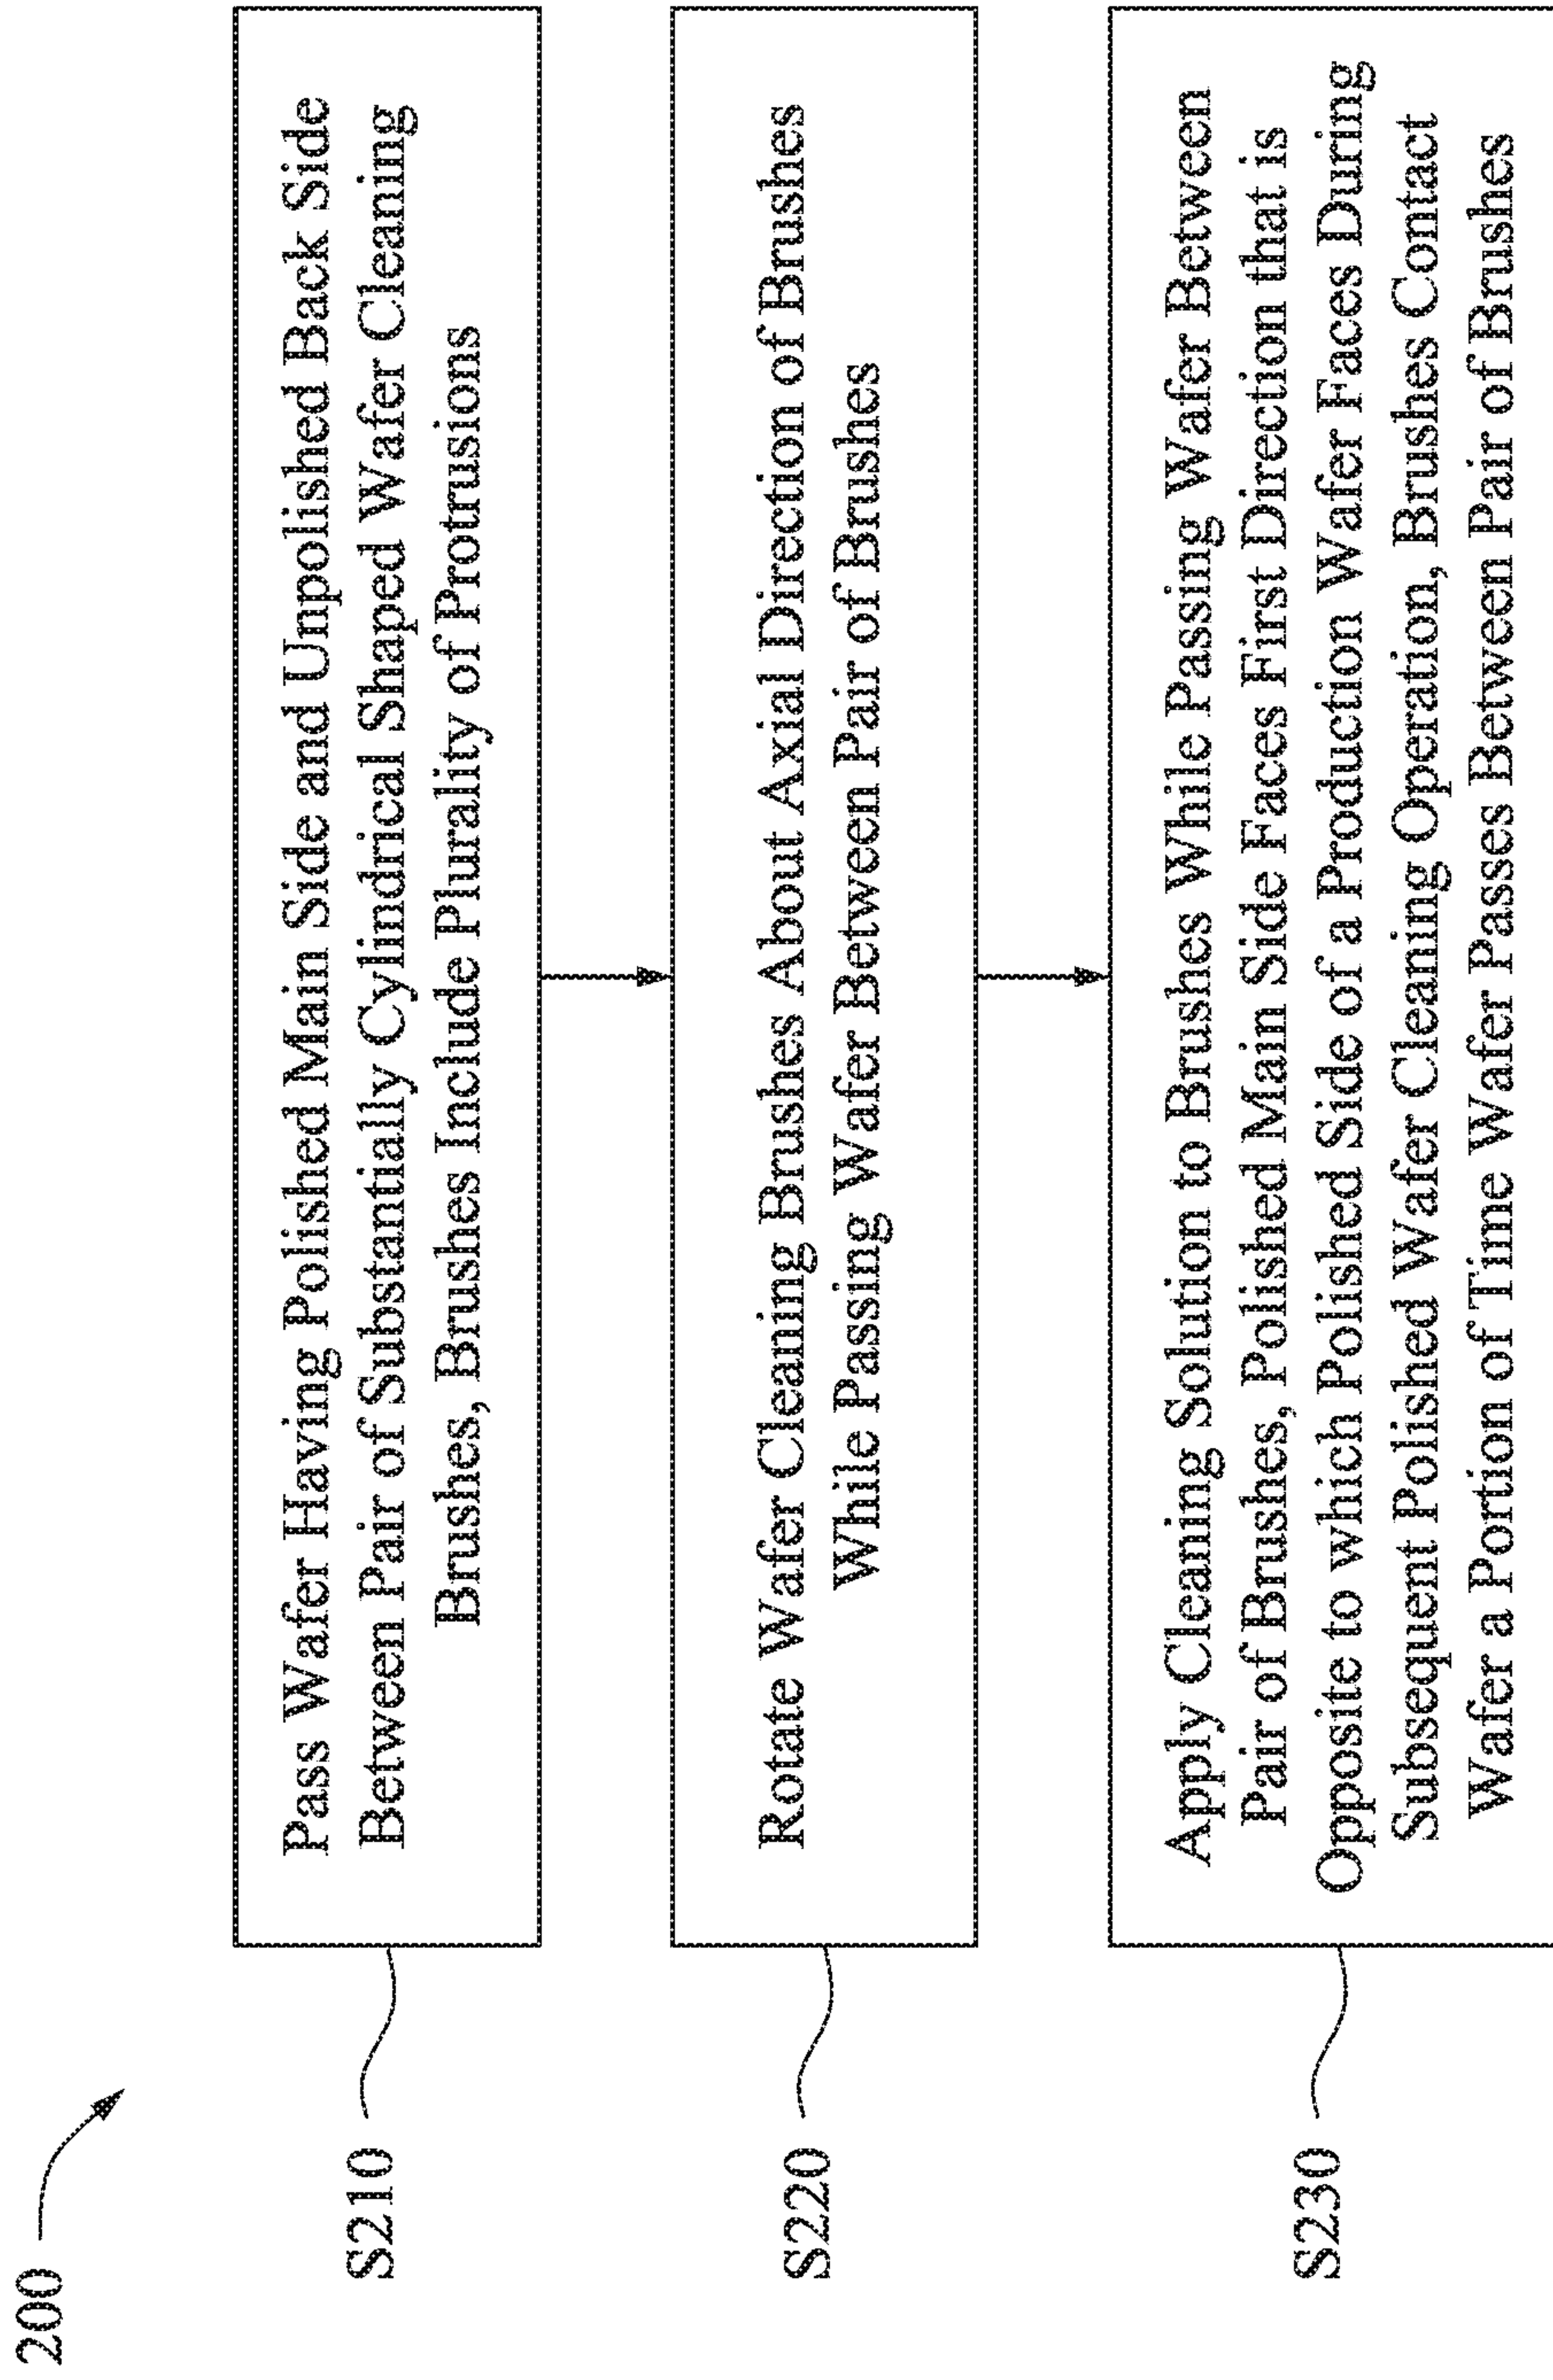 200
S210
Pass Wafer Having Polished Main Side and Unpolished Back Side
Between Pair of Substantially Cylindrical Shaped Wafer Cleaning
Brushes, Brushes Include Plurality of Protrusions
S220
Rotate Wafer Cleaning Brushes About Axial Direction of Brushes
While Passing Wafer Between Pair of Brushes
S230
Apply Cleaning Solution to Brushes While Passing Wafer Between
Pair of Brushes, Polished Main Side Faces First Direction that is
Opposite to which Polished Side of a Production Wafer Faces During
Subsequent Polished Wafer Cleaning Operation, Brushes Contact
Wafer a Portion of Time Wafer Passes Between Pair of Brushes